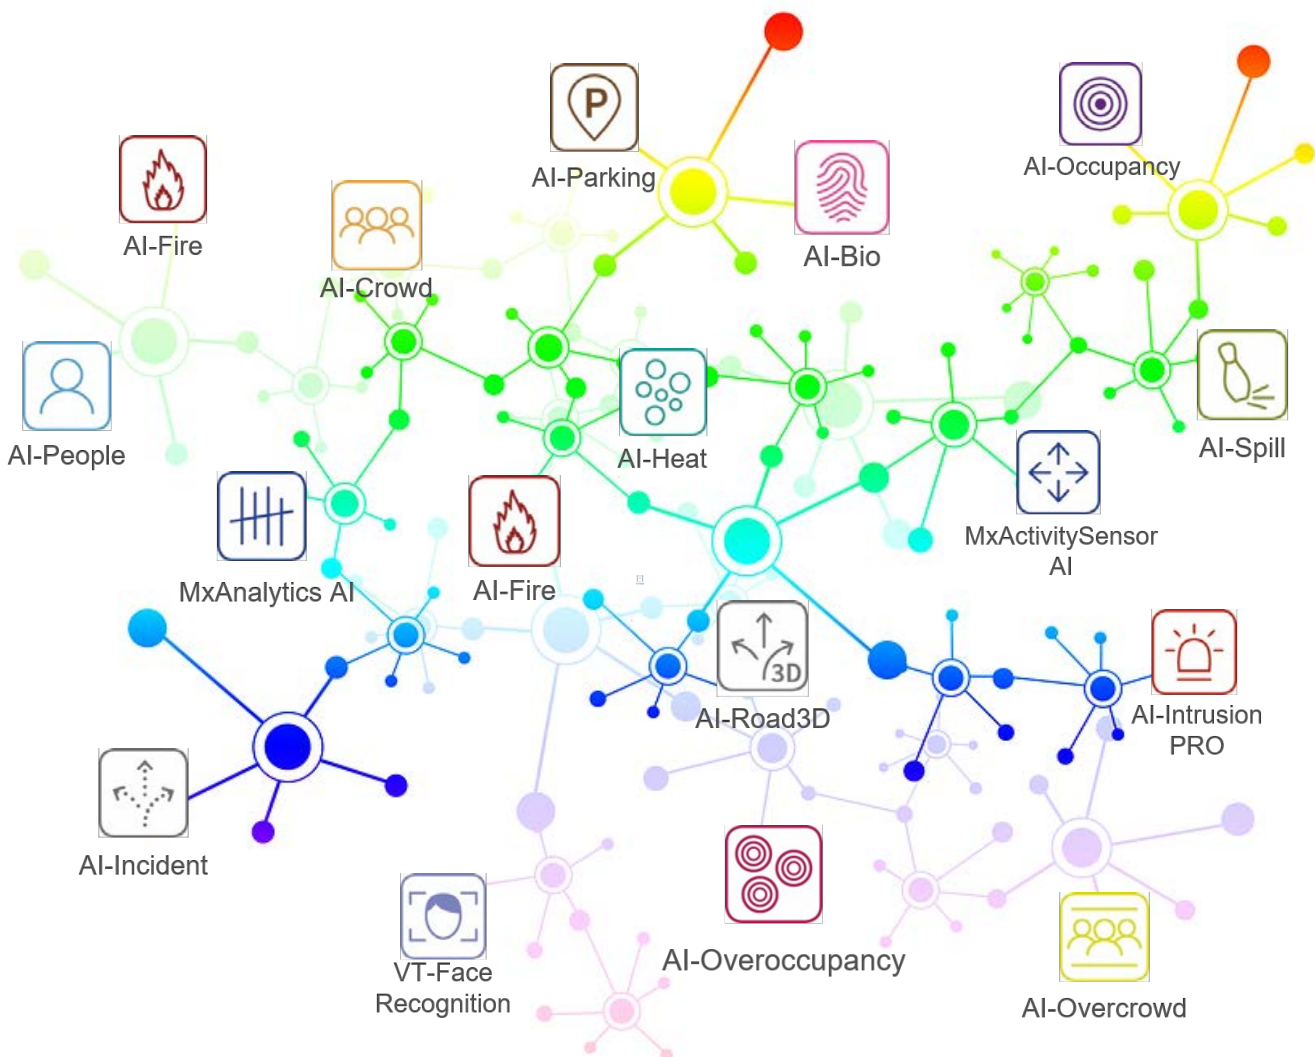 P
AI-Parking
AI-Occupancy
AI-Fire
AI-Bio
AI-Crowd
AI-People
AI-Heat
AI-Spill
MxActivitySensor
AI
MxAnalytics AI
AI-Fire
3D
AI-Road3D
AI-Intrusion
PRO
AI-Incident
VT-Face
Recognition
AI-Overoccupancy
AI-Overcrowd